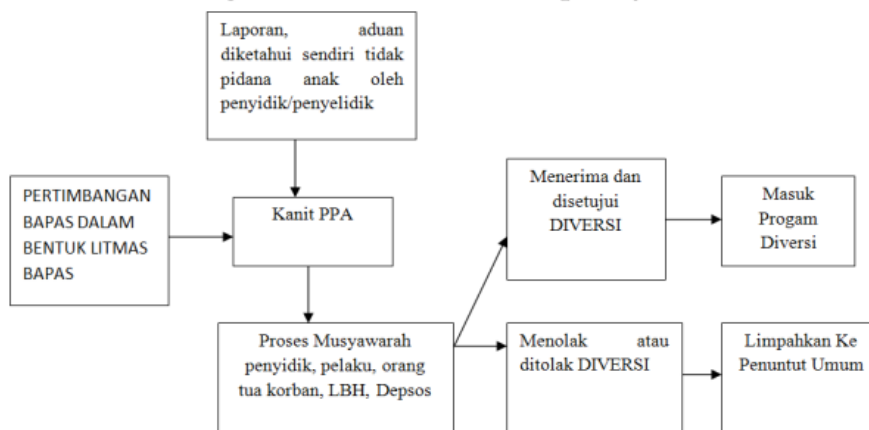 Laporan, aduan
diketahui sendiri tidak
pidana anak oleh
penyidik/penyelidik
PERTIMBANGAN
BAPAS DALAM
BENTUK LITMAS
BAPAS
Kanit PPA
Menerima dan
disetujui
DIVERSI
Masuk
Progam
Diversi
Proses Musyawarah
penyidik, pelaku, orang
tua korban, LBH, Depsos
Menolak atau
ditolak DIVERSI
Limpahkan Ke
Penuntut Umum